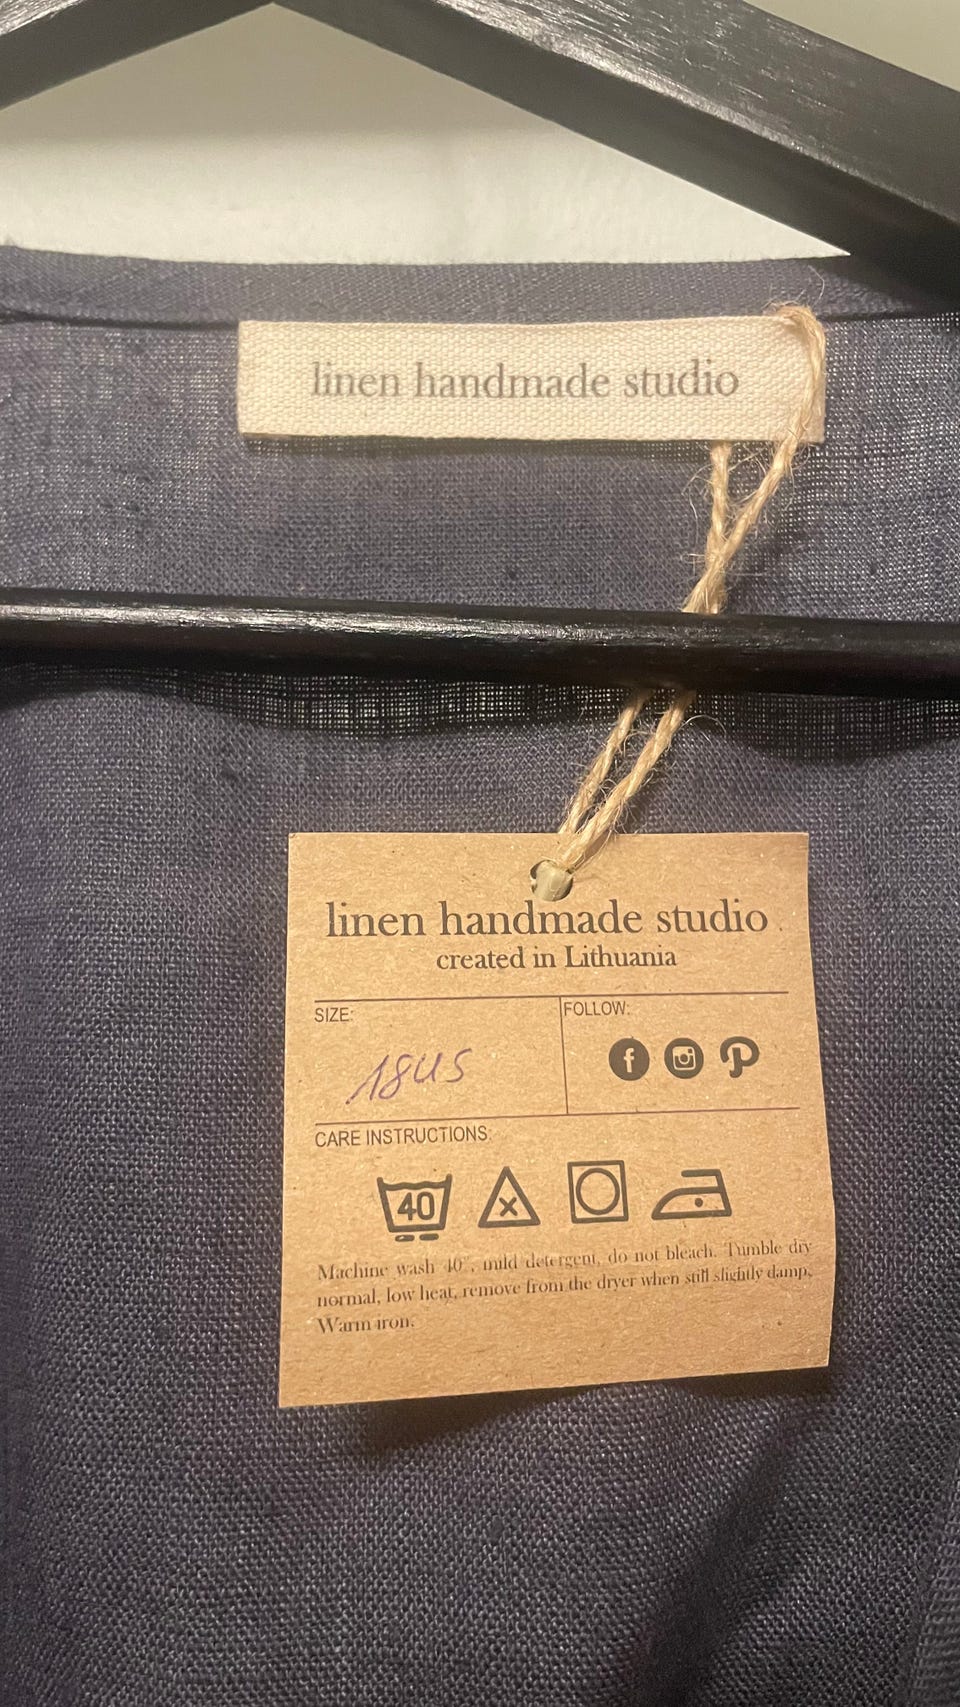 linen handmade studio
linen handmade studio
created in Lithuania
SIZE:
FOLLOW:
18US
CARE INSTRUCTIONS:
40
Machine wash 40°, mild detergent, do not bleach. Tumble dry
normal, low heat, remove from the dryer when still slightly damp.
Warm iron.